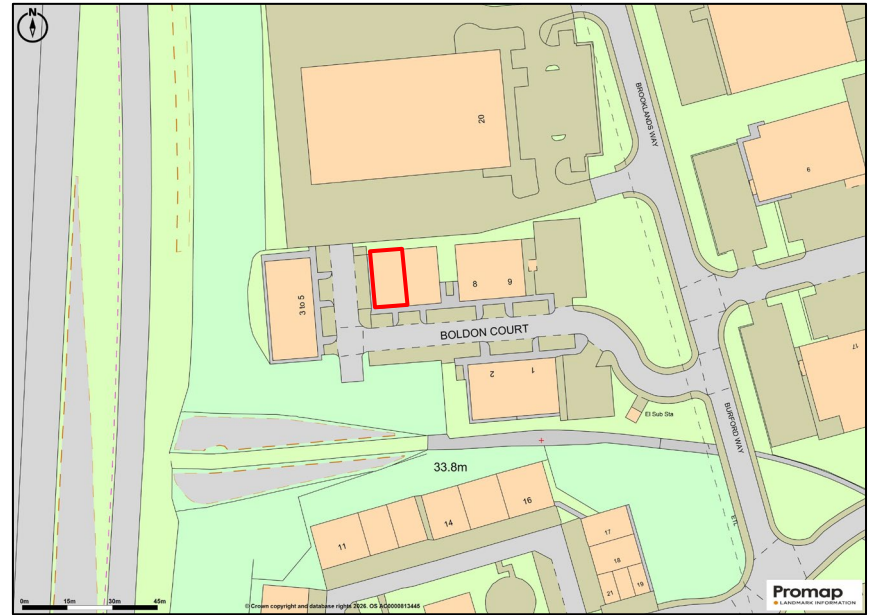 N
20
BROOKLANDS WAY
6
3 to 5
8
9
BOLDON COURT
2
1
17
El Sub Sta
BURFORD WAY
33.8m
ETL
11
14
16
17
18
21
19
0m
15m
30m
45m
© Crown copyright and database rights 2026. OS AC0000813445
Promap
LANDMARK INFORMATION